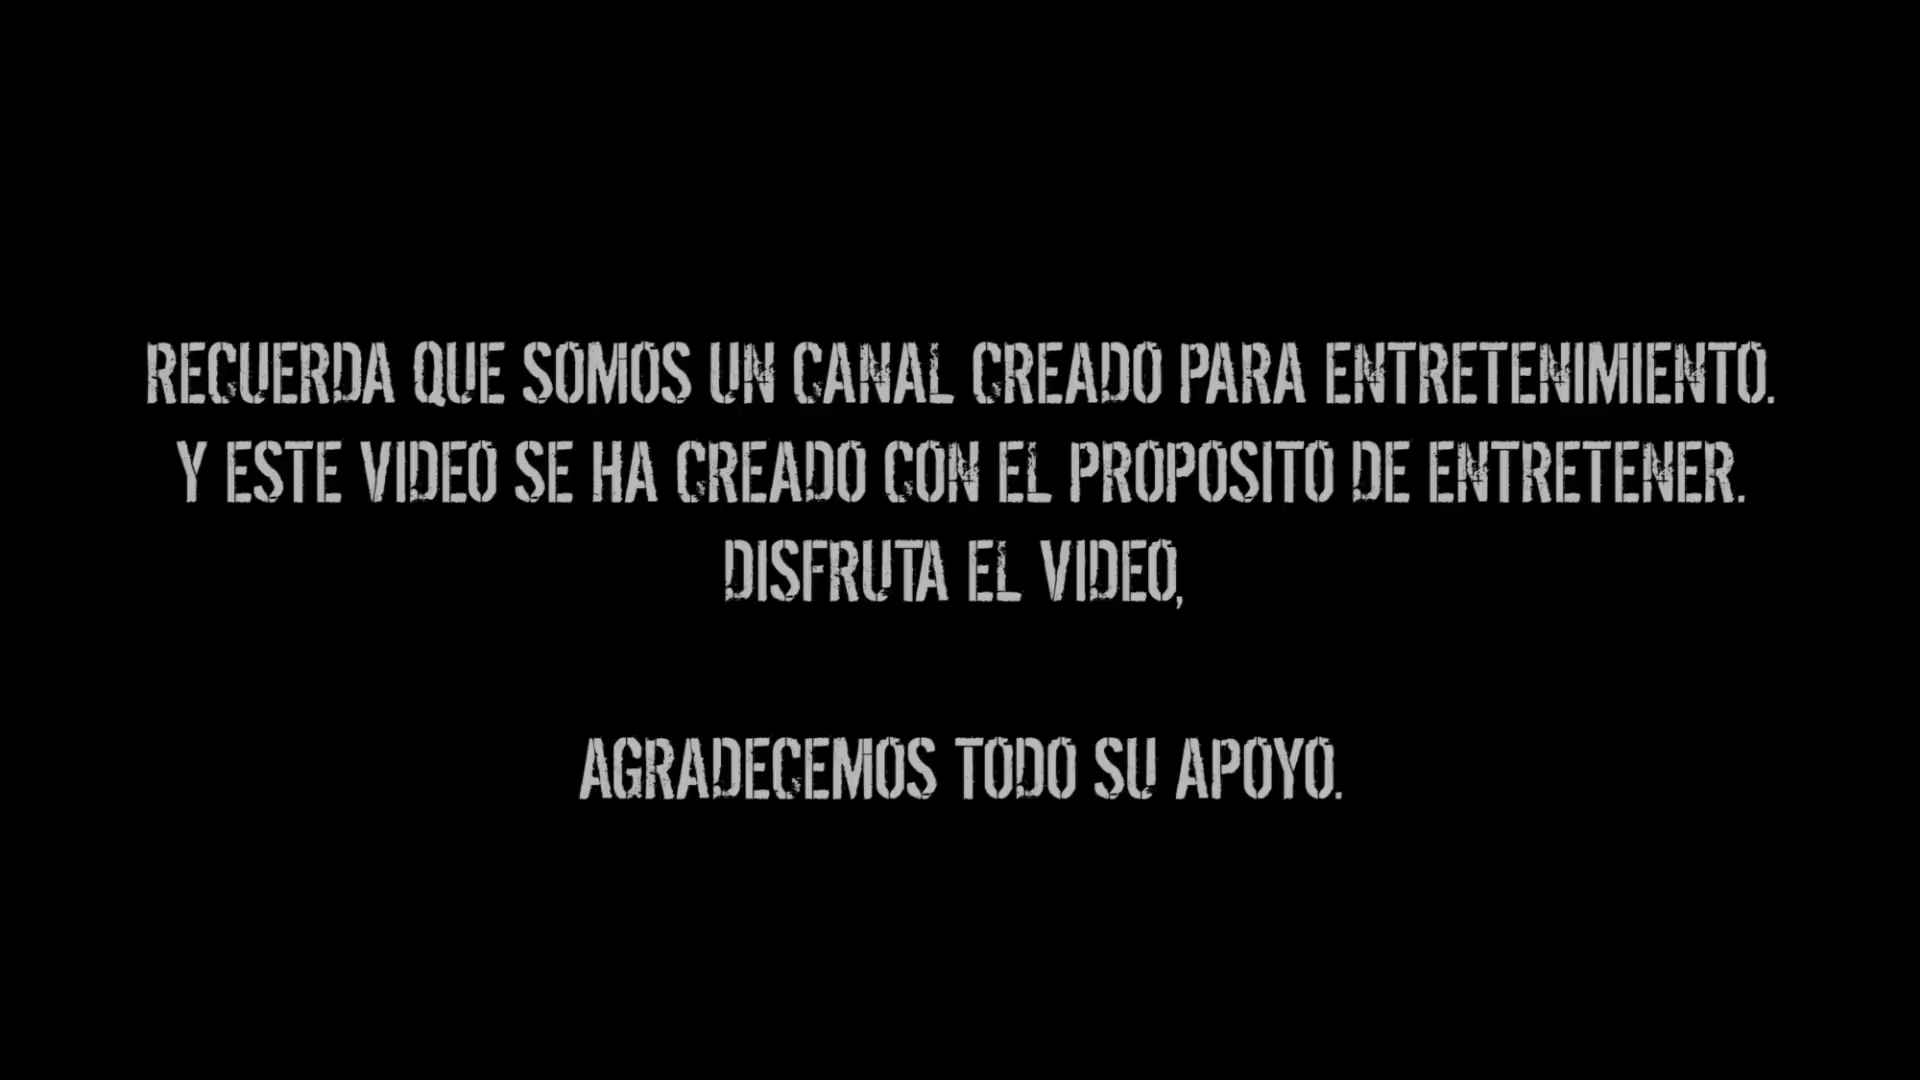 RECUERDA QUE SOMOS UN CANAL CREADO PARA ENTRETENIMIENTO.
Y ESTE VIDEO SE HA CREADO CON EL PROPOSITO DE ENTRETENER.
DISFRUTA EL VIDEO,
AGRADECEMOS TODO SU APOYO.